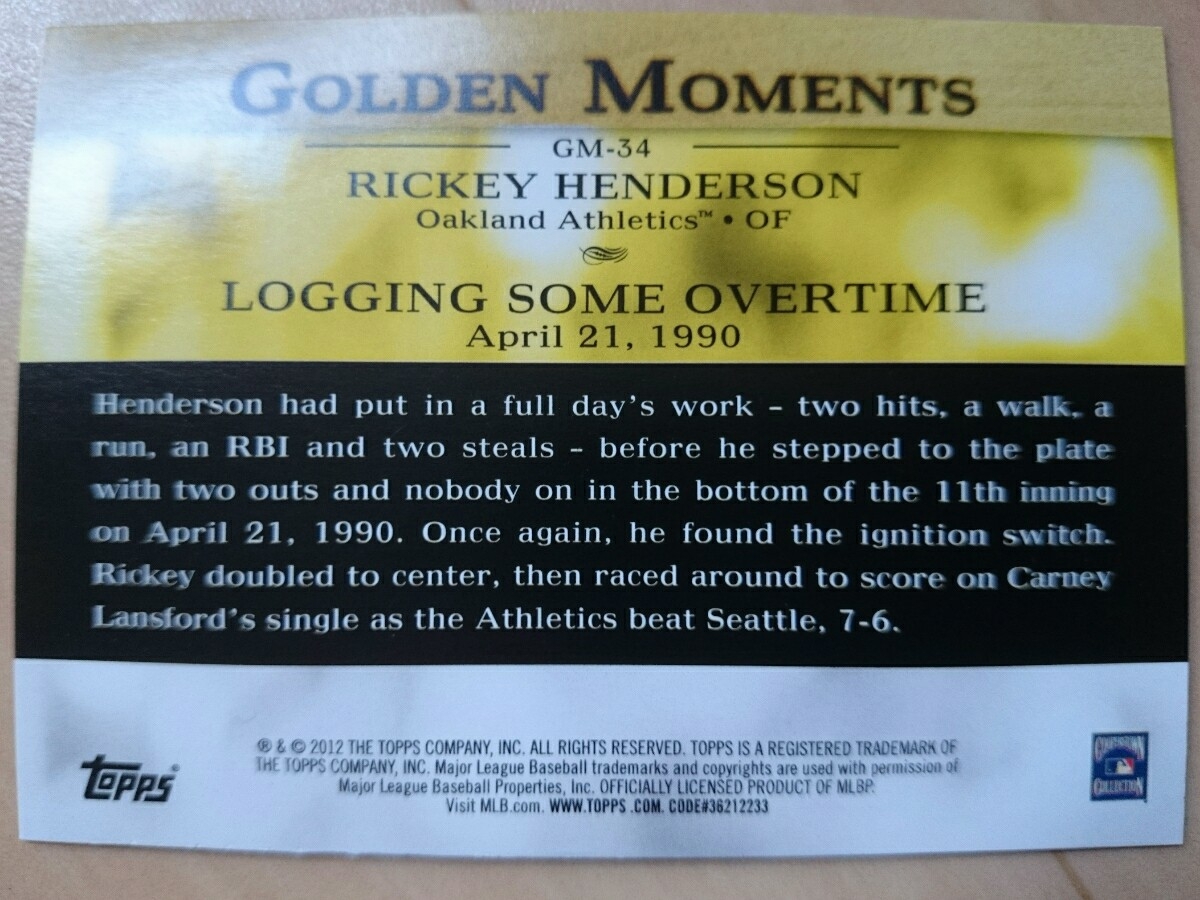 GOLDEN MOMENTS
GM-34
RICKEY HENDERSON
Oakland Athletics™ • OF
LOGGING SOME OVERTIME
April 21, 1990
Henderson had put in a full day's work – two hits, a walk, a
run, an RBI and two steals – before he stepped to the plate
with two outs and nobody on in the bottom of the 11th inning
on April 21, 1990. Once again, he found the ignition switch.
Rickey doubled to center, then raced around to score on Carney
Lansford's single as the Athletics beat Seattle, 7-6.
topps®
® & © 2012 THE TOPPS COMPANY, INC. ALL RIGHTS RESERVED. TOPPS IS A REGISTERED TRADEMARK OF
THE TOPPS COMPANY, INC. Major League Baseball trademarks and copyrights are used with permission of
Major League Baseball Properties, Inc. OFFICIALLY LICENSED PRODUCT OF MLBP.
Visit MLB.com. WWW.TOPPS .COM. CODE#36212233
COOPERSTOWN
COLLECTION